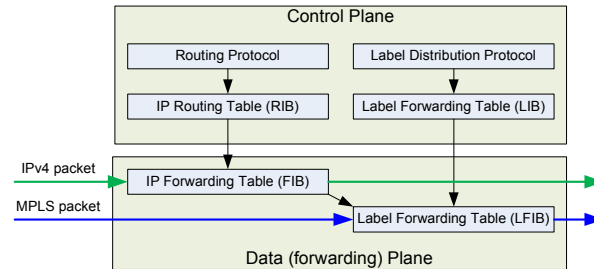 Control Plane
Routing Protocol
Label Distribution Protocol
IP Routing Table (RIB)
Label Forwarding Table (LIB)
IPv4 packet
IP Forwarding Table (FIB)
MPLS packet
Label Forwarding Table (LFIB)
Data (forwarding) Plane